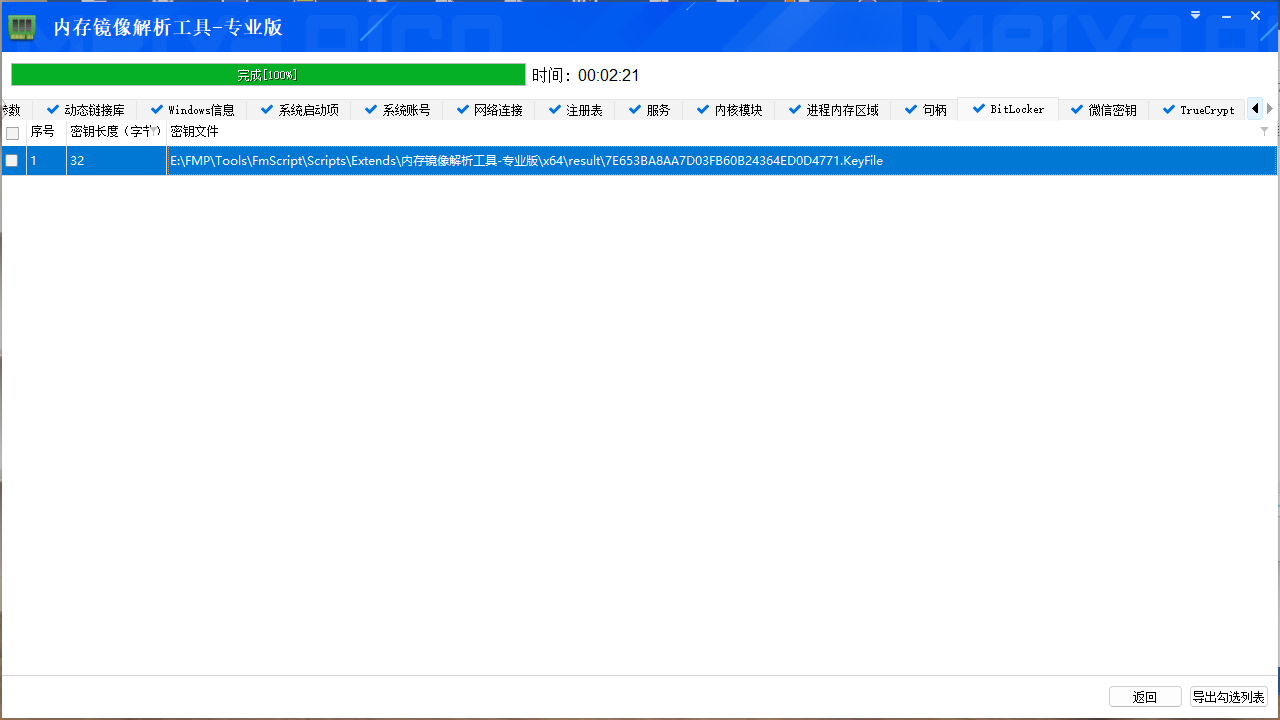 内存镜像解析工具-专业版
完成[100%] 时间：00:02:21
参数 动态链接库 Windows信息 系统启动项 系统账号 网络连接 注册表 服务 内核模块 进程内存区域 句柄 BitLocker 微信密钥 TrueCrypt
序号 密钥长度（字节） 密钥文件
1 32 E:\FMP\Tools\FmScript\Scripts\Extends\内存镜像解析工具-专业版\x64\result\7E653BA8AA7D03FB60B24364ED0D4771.KeyFile
返回 导出勾选列表